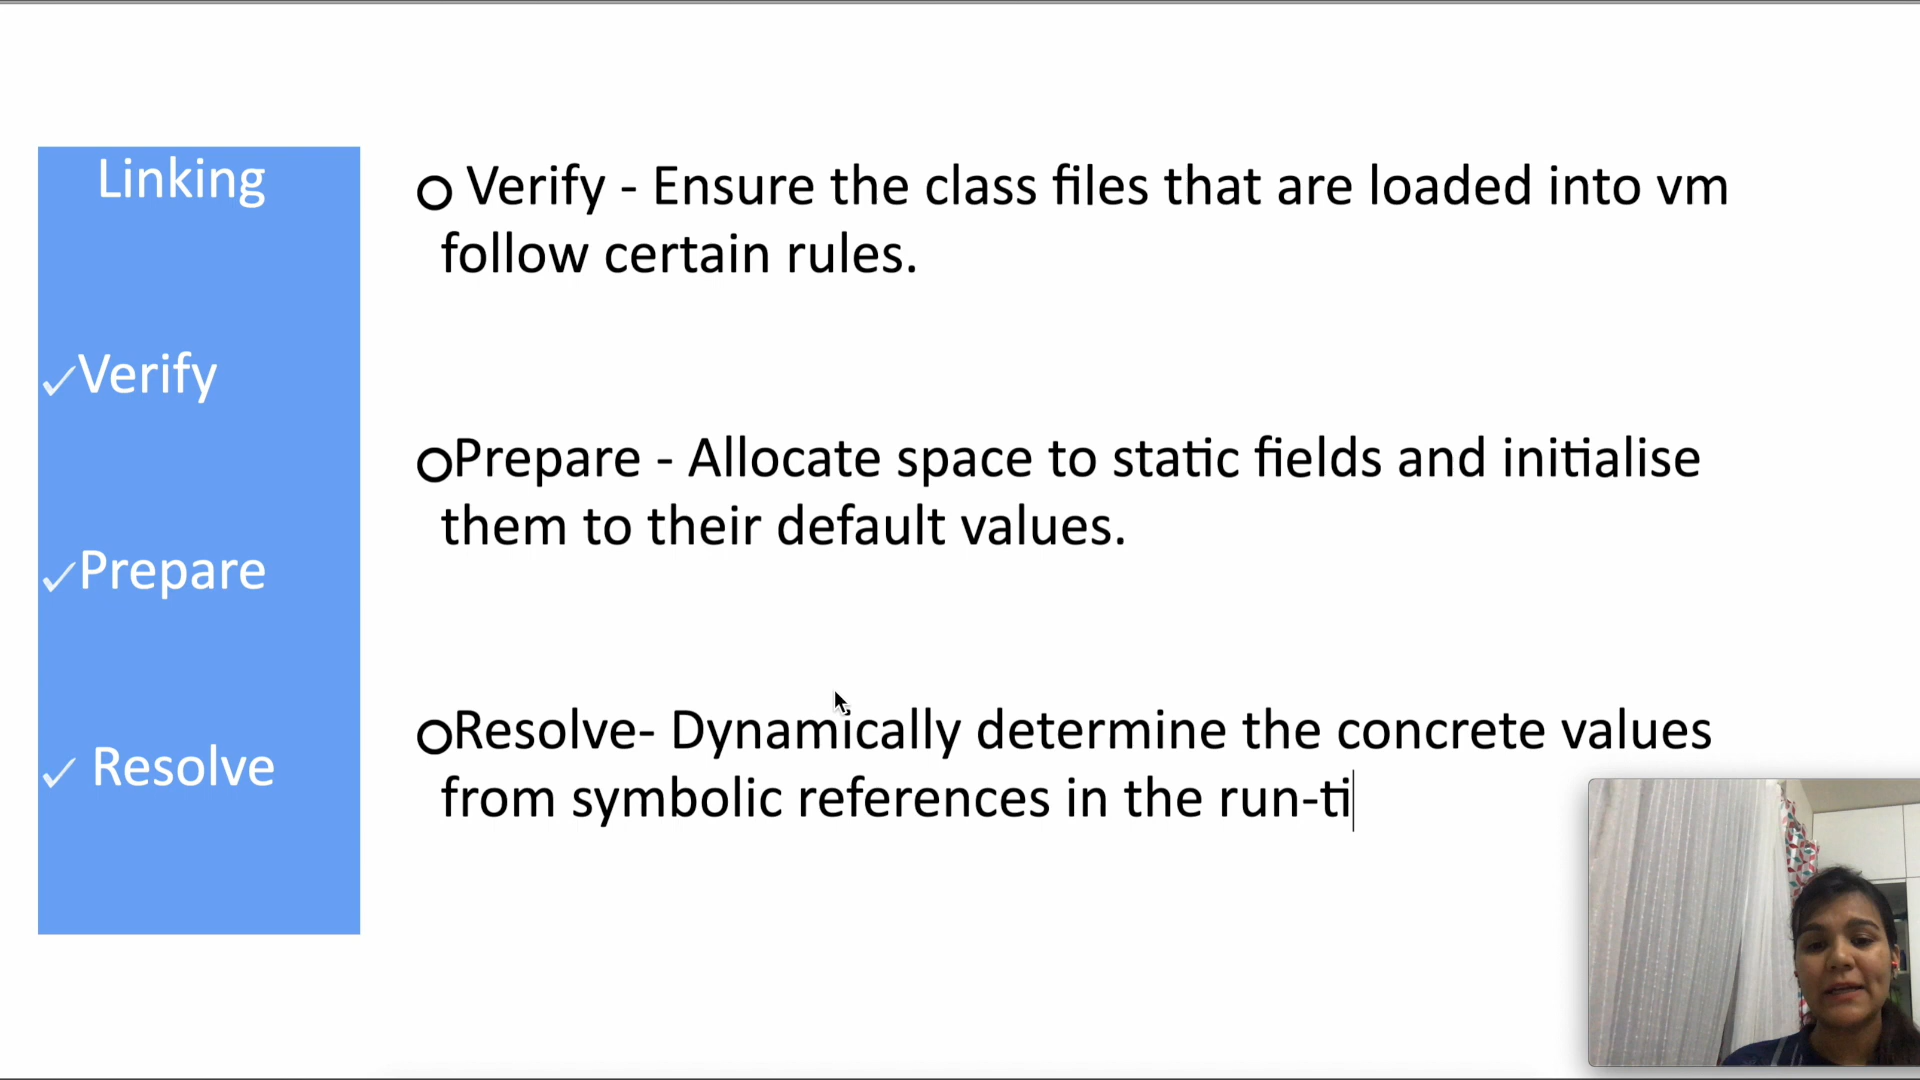 Linking
✓Verify
✓Prepare
✓ Resolve
Verify - Ensure the class files that are loaded into vm
follow certain rules.
Prepare - Allocate space to static fields and initialise
them to their default values.
Resolve- Dynamically determine the concrete values
from symbolic references in the run-ti